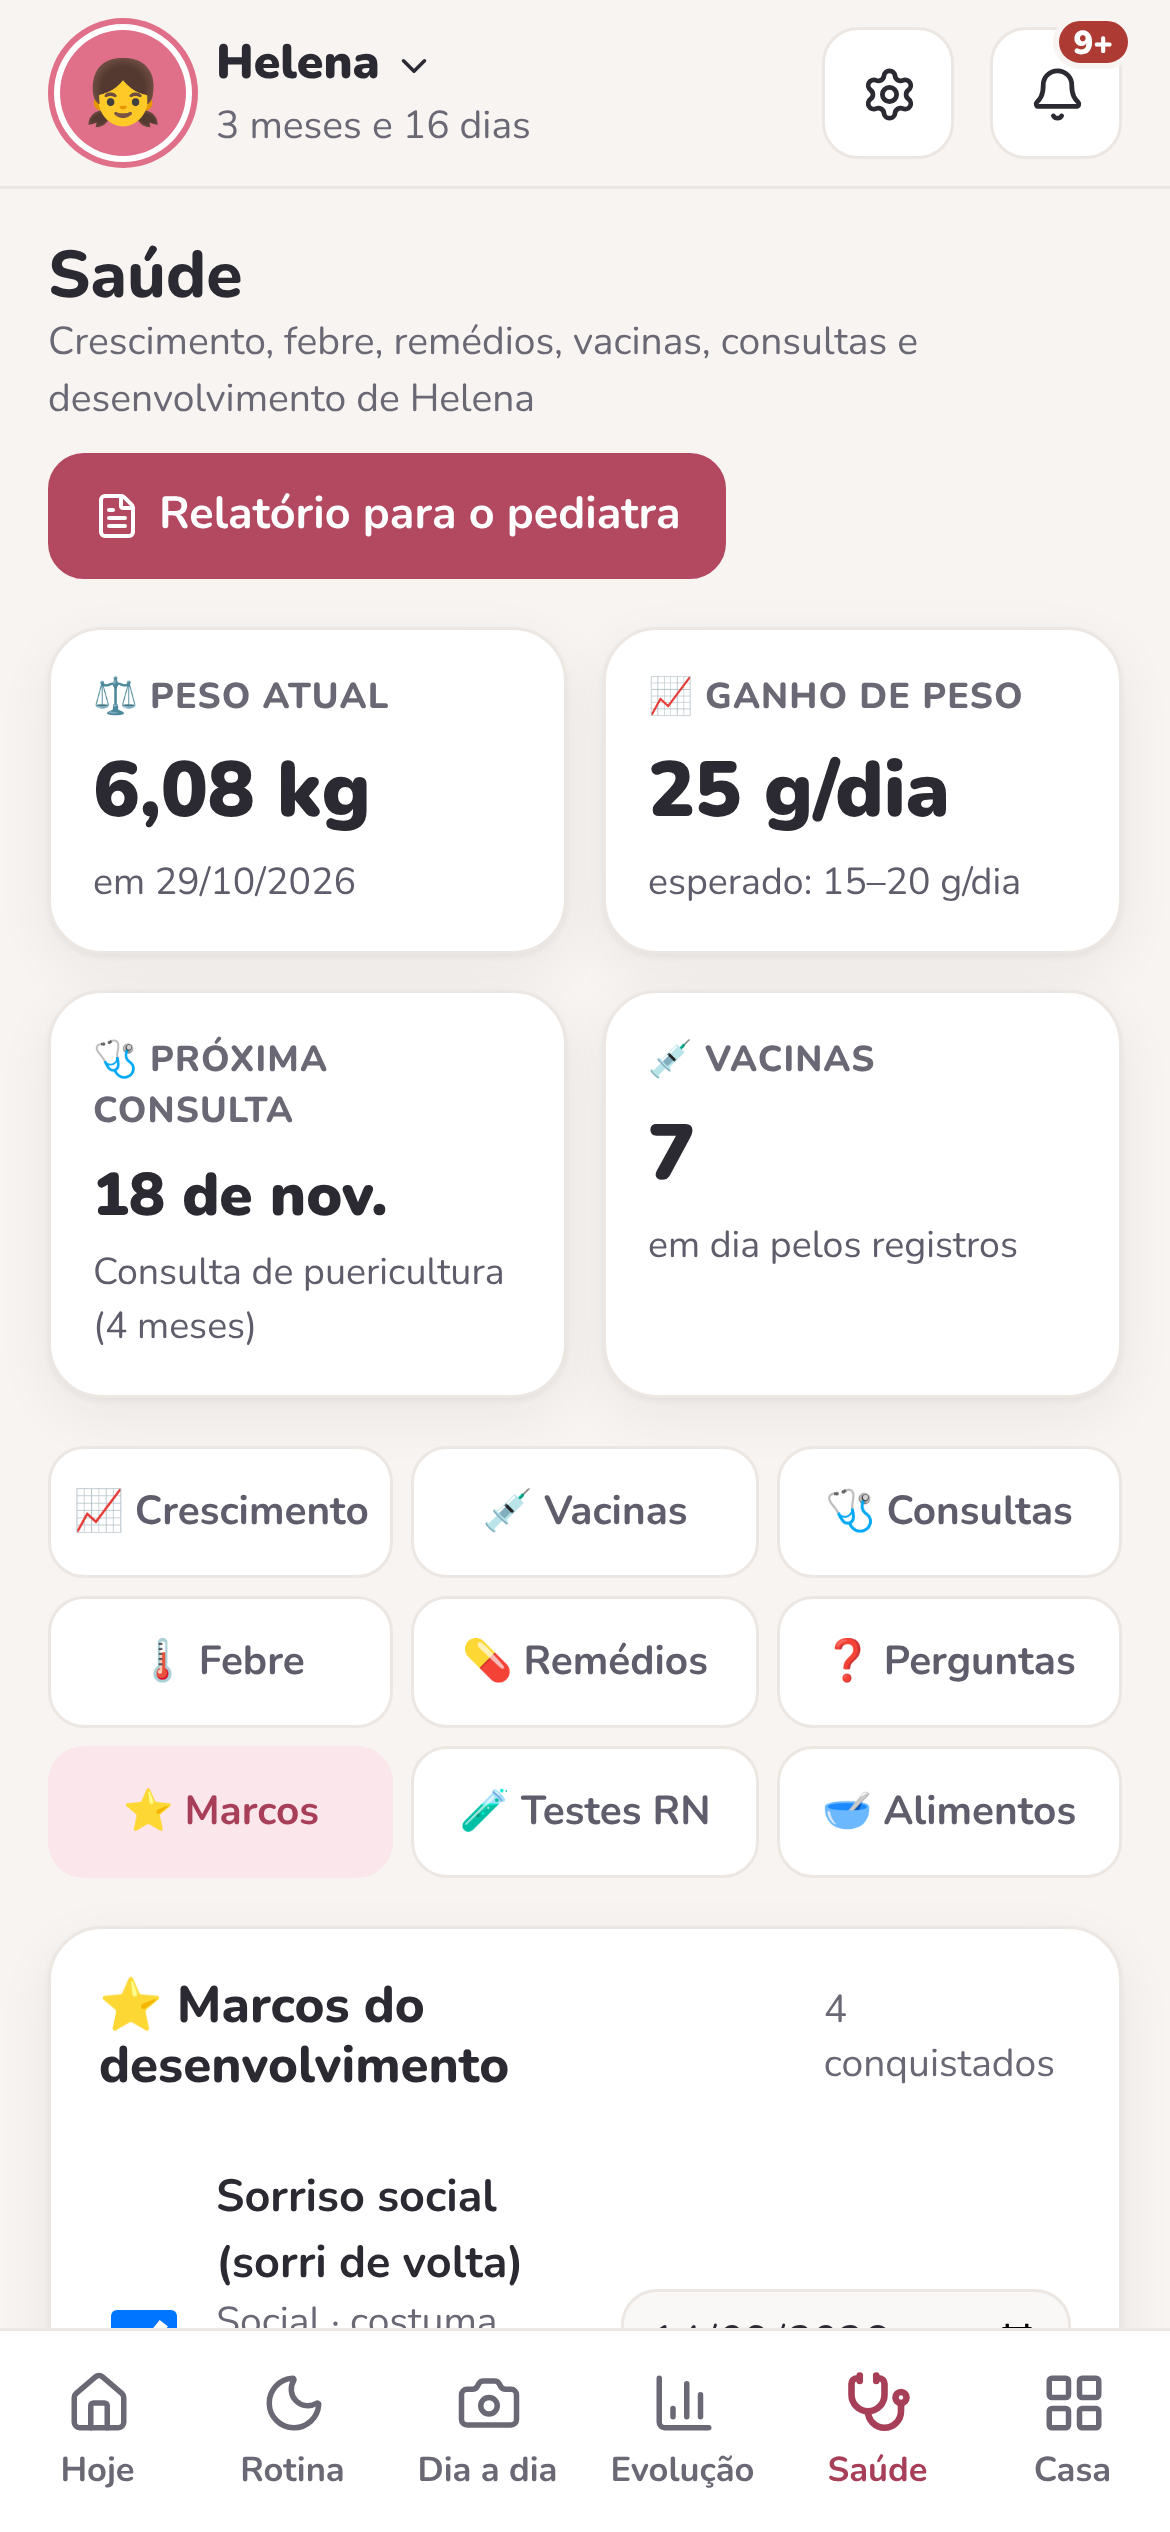 Helena
3 meses e 16 dias
9+
Saúde
Crescimento, febre, remédios, vacinas, consultas e
desenvolvimento de Helena
Relatório para o pediatra
PESO ATUAL
6,08 kg
em 29/10/2026
GANHO DE PESO
25 g/dia
esperado: 15–20 g/dia
PRÓXIMA
CONSULTA
18 de nov.
Consulta de puericultura
(4 meses)
VACINAS
7
em dia pelos registros
Crescimento
Vacinas
Consultas
Febre
Remédios
Perguntas
Marcos
Testes RN
Alimentos
Marcos do
desenvolvimento
4
conquistados
Sorriso social
(sorri de volta)
Social · costuma
Hoje
Rotina
Dia a dia
Evolução
Saúde
Casa